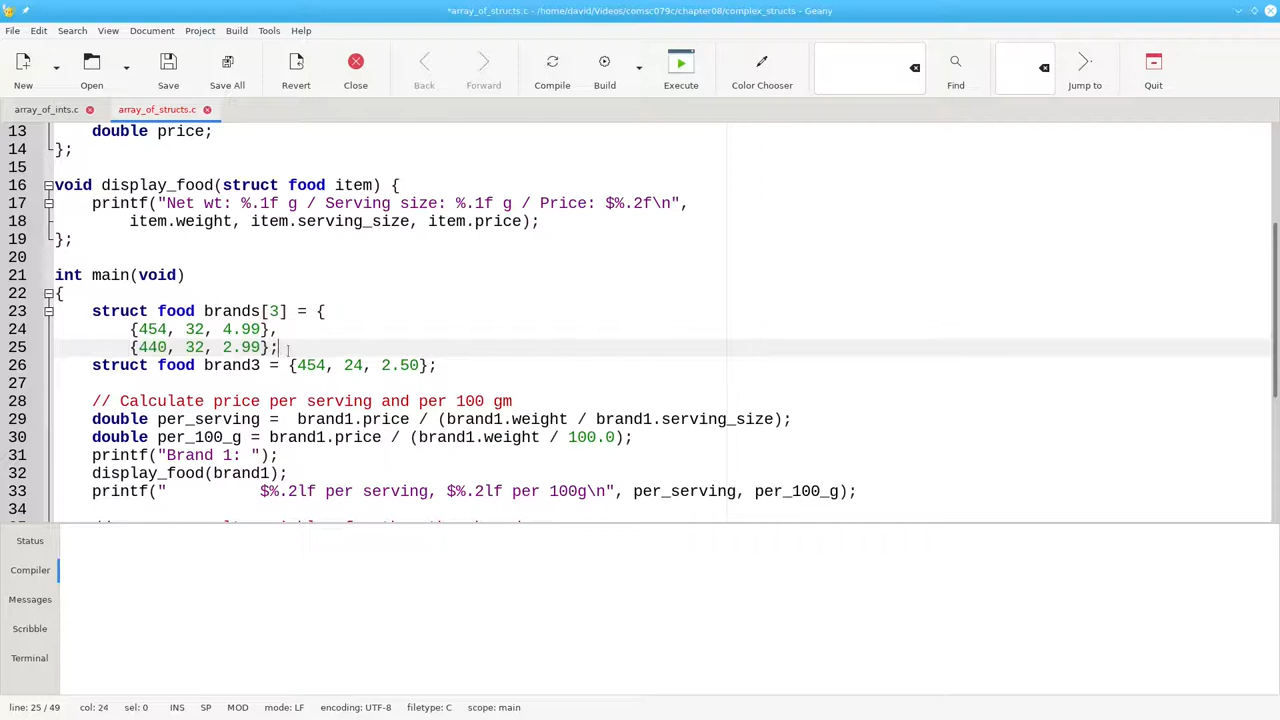 *array_of_structs.c - /home/david/Videos/comsc079c/chapter08/complex_structs - Geany
File Edit Search View Document Project Build Tools Help
New Open Save Save All Revert Close Back Forward Compile Build Execute Color Chooser Find Jump to Quit
array_of_ints.c array_of_structs.c
13 double price;
14 };
15
16 void display_food(struct food item) {
17 printf("Net wt: %.1f g / Serving size: %.1f g / Price: $%.2f\n",
18 item.weight, item.serving_size, item.price);
19 };
20
21 int main(void)
22 {
23 struct food brands[3] = {
24 {454, 32, 4.99},
25 {440, 32, 2.99};
26 struct food brand3 = {454, 24, 2.50};
27
28 // Calculate price per serving and per 100 gm
29 double per_serving =  brand1.price / (brand1.weight / brand1.serving_size);
30 double per_100_g = brand1.price / (brand1.weight / 100.0);
31 printf("Brand 1: ");
32 display_food(brand1);
33 printf("          $%.2lf per serving, $%.2lf per 100g\n", per_serving, per_100_g);
34
Status
Compiler
Messages
Scribble
Terminal
line: 25 / 49 col: 24 sel: 0 INS SP MOD mode: LF encoding: UTF-8 filetype: C scope: main